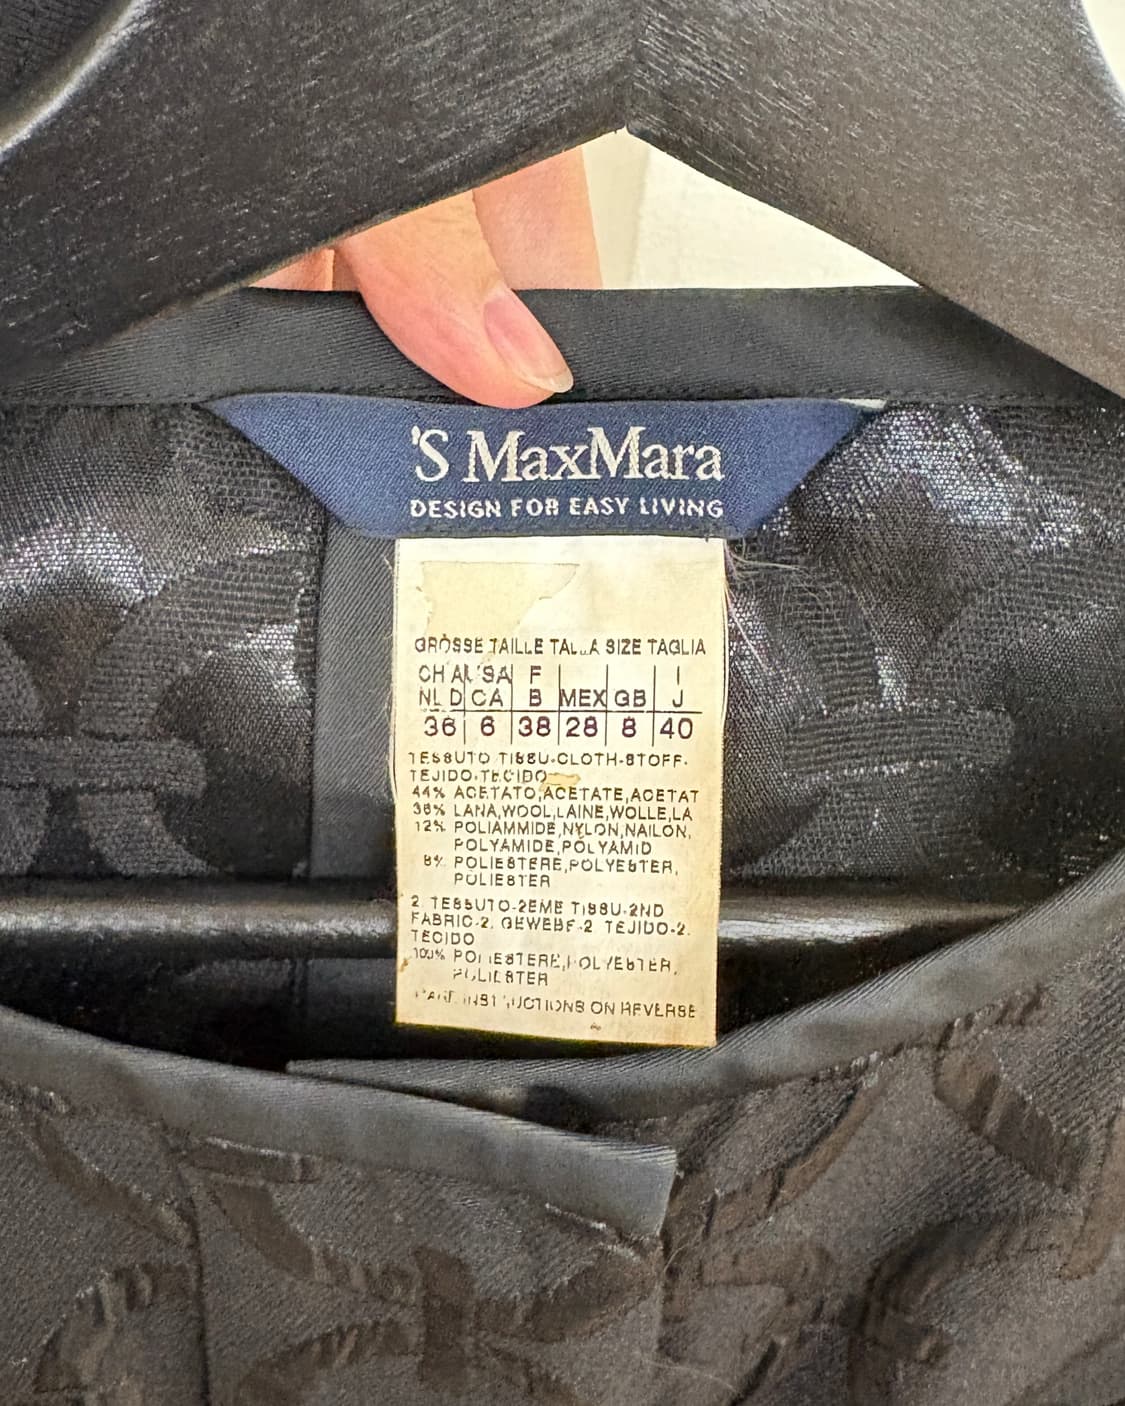 'S MaxMara
DESIGN FOR EASY LIVING
GRÖSSE TAILLE TALLA SIZE TAGLIA
CH A USA F I
NL D CA B MEX GB J
36 6 38 28 8 40
TESSUTO-TISSU-CLOTH-STOFF-
TEJIDO-TECIDO
44% ACETATO,ACETATE,ACETAT
36% LANA,WOOL,LAINE,WOLLE,LA
12% POLIAMMIDE,NYLON,NAILON,
POLYAMIDE,POLYAMID
8% POLIESTERE,POLYESTER,
POLIESTER
2. TESSUTO-2EME TISSU-2ND
FABRIC-2. GEWEBE-2 TEJIDO-2.
TECIDO
100% POLIESTERE,POLYESTER,
POLIESTER
CARE INSTRUCTIONS ON REVERSE